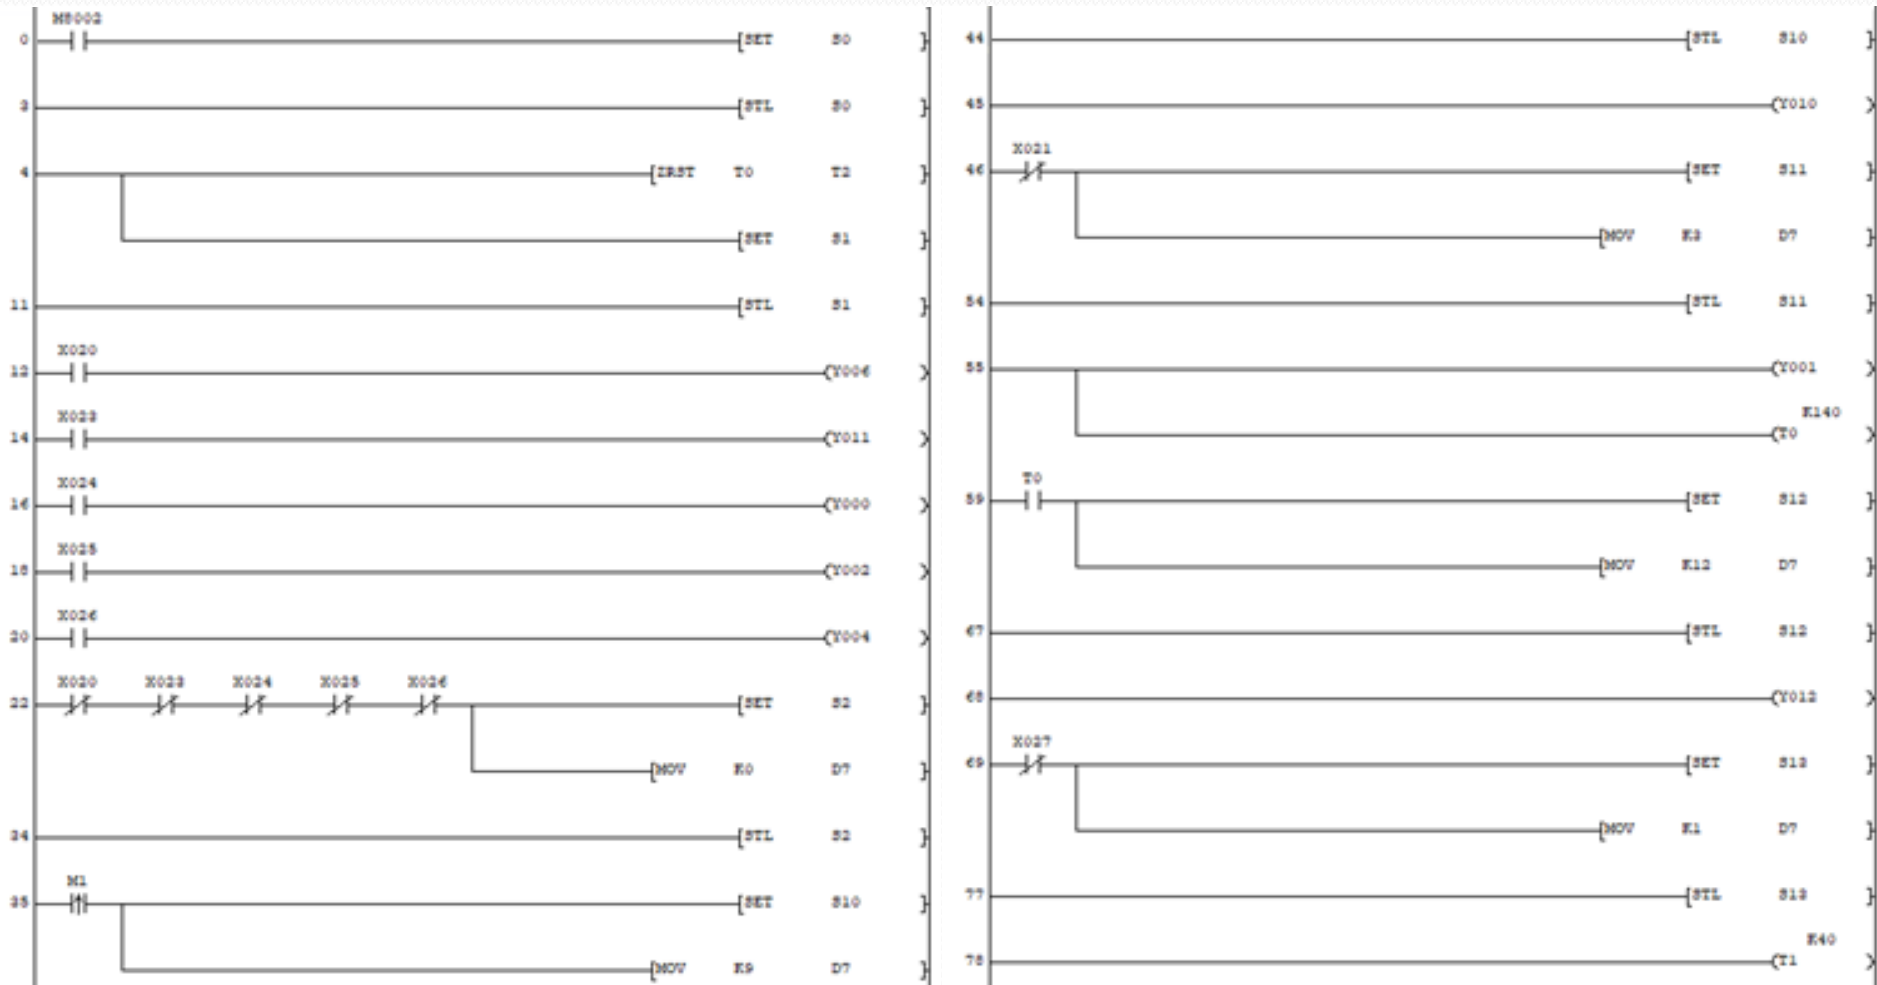 M8002
0 [SET S0 ]
3 [STL S0 ]
4 [ZRST T0 T2 ]
[SET S1 ]
11 [STL S1 ]
X020
12 (Y006 )
X023
14 (Y011 )
X024
16 (Y000 )
X025
18 (Y002 )
X026
20 (Y004 )
X020 X023 X024 X025 X026
22 [SET S2 ]
[MOV K0 D7 ]
34 [STL S2 ]
M1
35 [SET S10 ]
[MOV K9 D7 ]
44 [STL S10 ]
45 (Y010 )
X021
46 [SET S11 ]
[MOV K3 D7 ]
54 [STL S11 ]
55 (Y001 )
K140
(T0 )
T0
59 [SET S12 ]
[MOV K12 D7 ]
67 [STL S12 ]
68 (Y012 )
X027
69 [SET S13 ]
[MOV K1 D7 ]
77 [STL S13 ]
K40
78 (T1 )